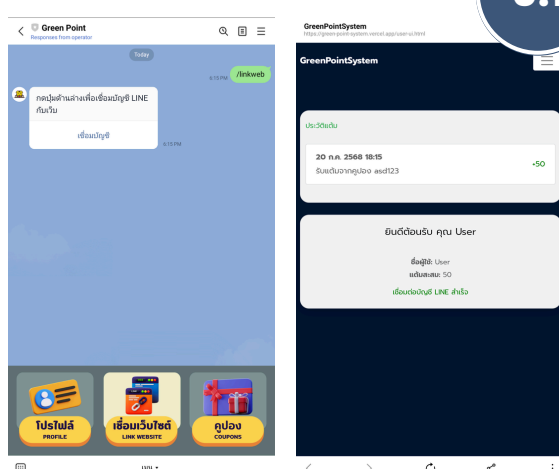 Green Point
Responses from operator
Today
6:15 PM
/linkweb
กดปุ่มด้านล่างเพื่อเชื่อมบัญชี LINE
กับเว็บ
เชื่อมบัญชี
6:15 PM
โปรไฟล์
PROFILE
เชื่อมเว็บไซต์
LINK WEBSITE
คูปอง
COUPONS
เมนู
GreenPointSystem
https://green-point-system.vercel.app/user-ui.html
GreenPointSystem
ประวัติแต้ม
20 ก.ค. 2568 18:15
รับแต้มจากคูปอง asd123
+50
ยินดีต้อนรับ คุณ User
ชื่อผู้ใช้: User
แต้มสะสม: 50
เชื่อมต่อบัญชี LINE สำเร็จ